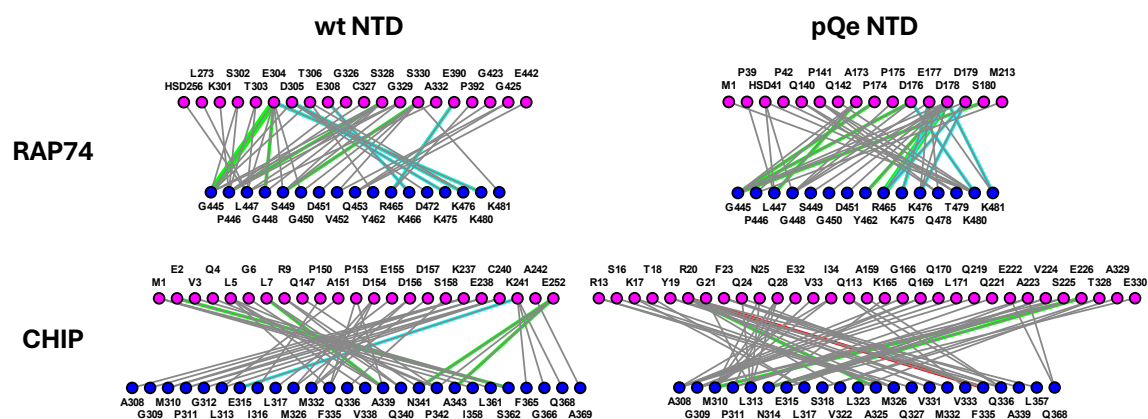 wt NTD
pQe NTD
RAP74
L273 S302 E304 T306 G326 S328 S330 E390 G423 E442
HSD256 K301 T303 D305 E308 C327 G329 A332 P392 G425
G445 L447 S449 D451 Q453 R465 D472 K476 K481
P446 G448 G450 V452 Y462 K466 K475 K480
P39 P42 P141 A173 P175 E177 D179 M213
M1 HSD41 Q140 Q142 P174 D176 D178 S180
G445 L447 S449 D451 R465 K476 T479 K481
P446 G448 G450 Y462 K475 Q478 K480
CHIP
E2 Q4 G6 R9 P150 P153 E155 D157 K237 C240 A242
M1 V3 L5 L7 Q147 A151 D154 D156 S158 E238 K241 E252
A308 M310 G312 E315 L317 M332 Q336 A339 N341 A343 L361 F365 Q368
G309 P311 L313 I316 M326 F335 V338 Q340 P342 I358 S362 G366 A369
S16 T18 R20 F23 N25 E32 I34 A159 G166 Q170 Q219 E222 V224 E226 A329
R13 K17 Y19 G21 Q24 Q28 V33 Q113 K165 Q169 L171 Q221 A223 S225 T328 E330
A308 M310 L313 E315 S318 L323 M326 V331 V333 Q336 L357
G309 P311 N314 L317 V322 A325 Q327 M332 F335 A339 Q368